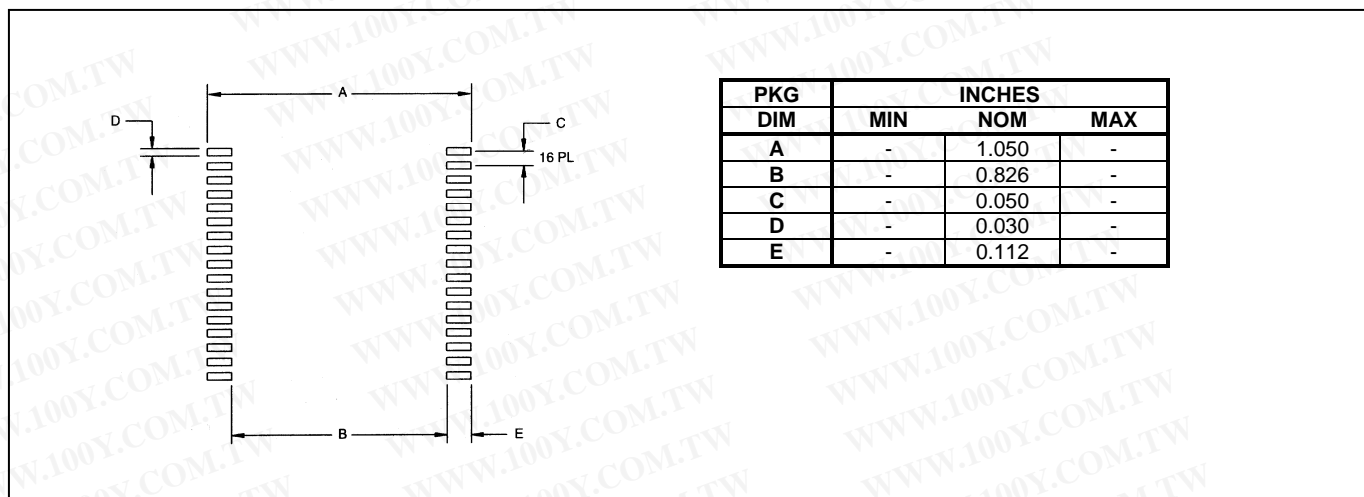 A
D
C
16 PL
B
E
PKG INCHES
DIM MIN NOM MAX
A - 1.050 -
B - 0.826 -
C - 0.050 -
D - 0.030 -
E - 0.112 -
WWW.100Y.COM.TW